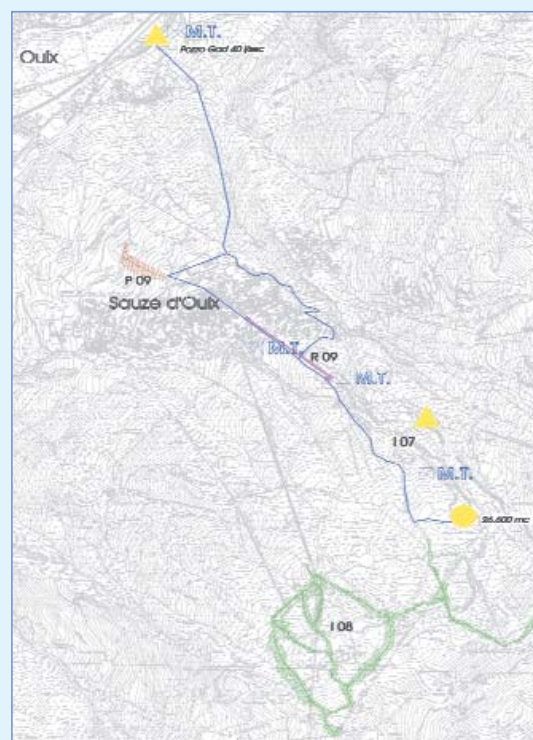 M.T.
Pozzo Gad 40 l/sec
Oulx
P 09
Sauze d'Oulx
M.T.
R 09
M.T.
I 07
M.T.
26.600 mc
I 08